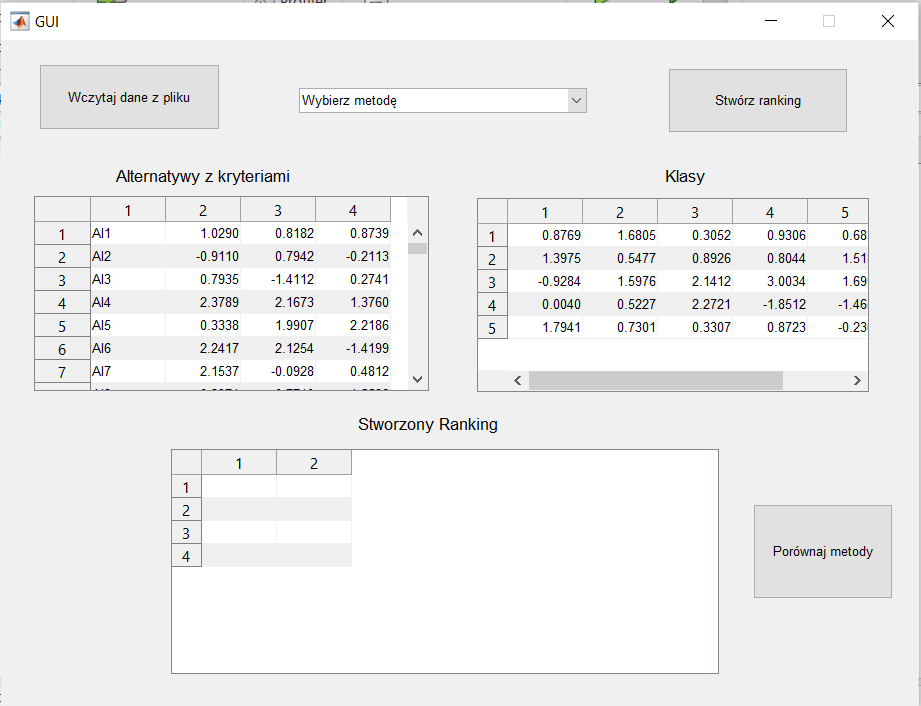 GUI
Wczytaj dane z pliku
Wybierz metodę
Stwórz ranking
Alternatywy z kryteriami
Klasy
1 2 3 4
1 Al1 1.0290 0.8182 0.8739
2 Al2 -0.9110 0.7942 -0.2113
3 Al3 0.7935 -1.4112 0.2741
4 Al4 2.3789 2.1673 1.3760
5 Al5 0.3338 1.9907 2.2186
6 Al6 2.2417 2.1254 -1.4199
7 Al7 2.1537 -0.0928 0.4812
1 2 3 4 5
1 0.8769 1.6805 0.3052 0.9306 0.68
2 1.3975 0.5477 0.8926 0.8044 1.51
3 -0.9284 1.5976 2.1412 3.0034 1.69
4 0.0040 0.5227 2.2721 -1.8512 -1.46
5 1.7941 0.7301 0.3307 0.8723 -0.23
Stworzony Ranking
1 2
1
2
3
4
Porównaj metody